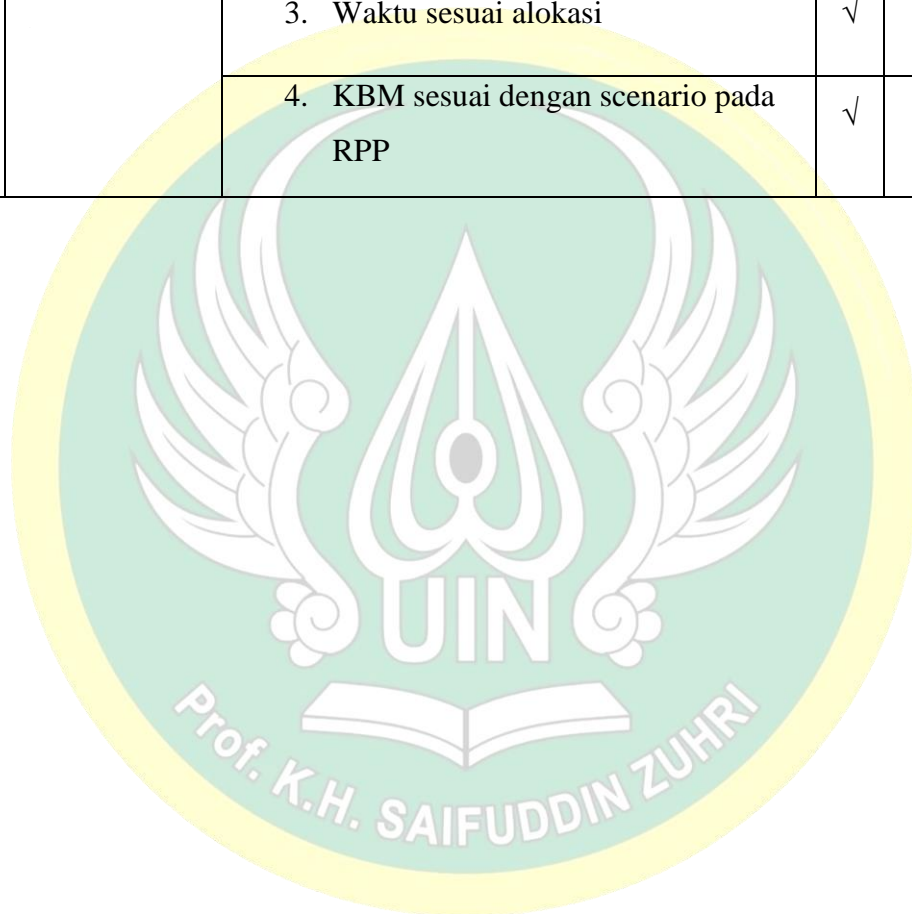 3. Waktu sesuai alokasi √
4. KBM sesuai dengan scenario pada √
RPP
UIN
Prof. K.H. SAIFUDDIN ZUHRI